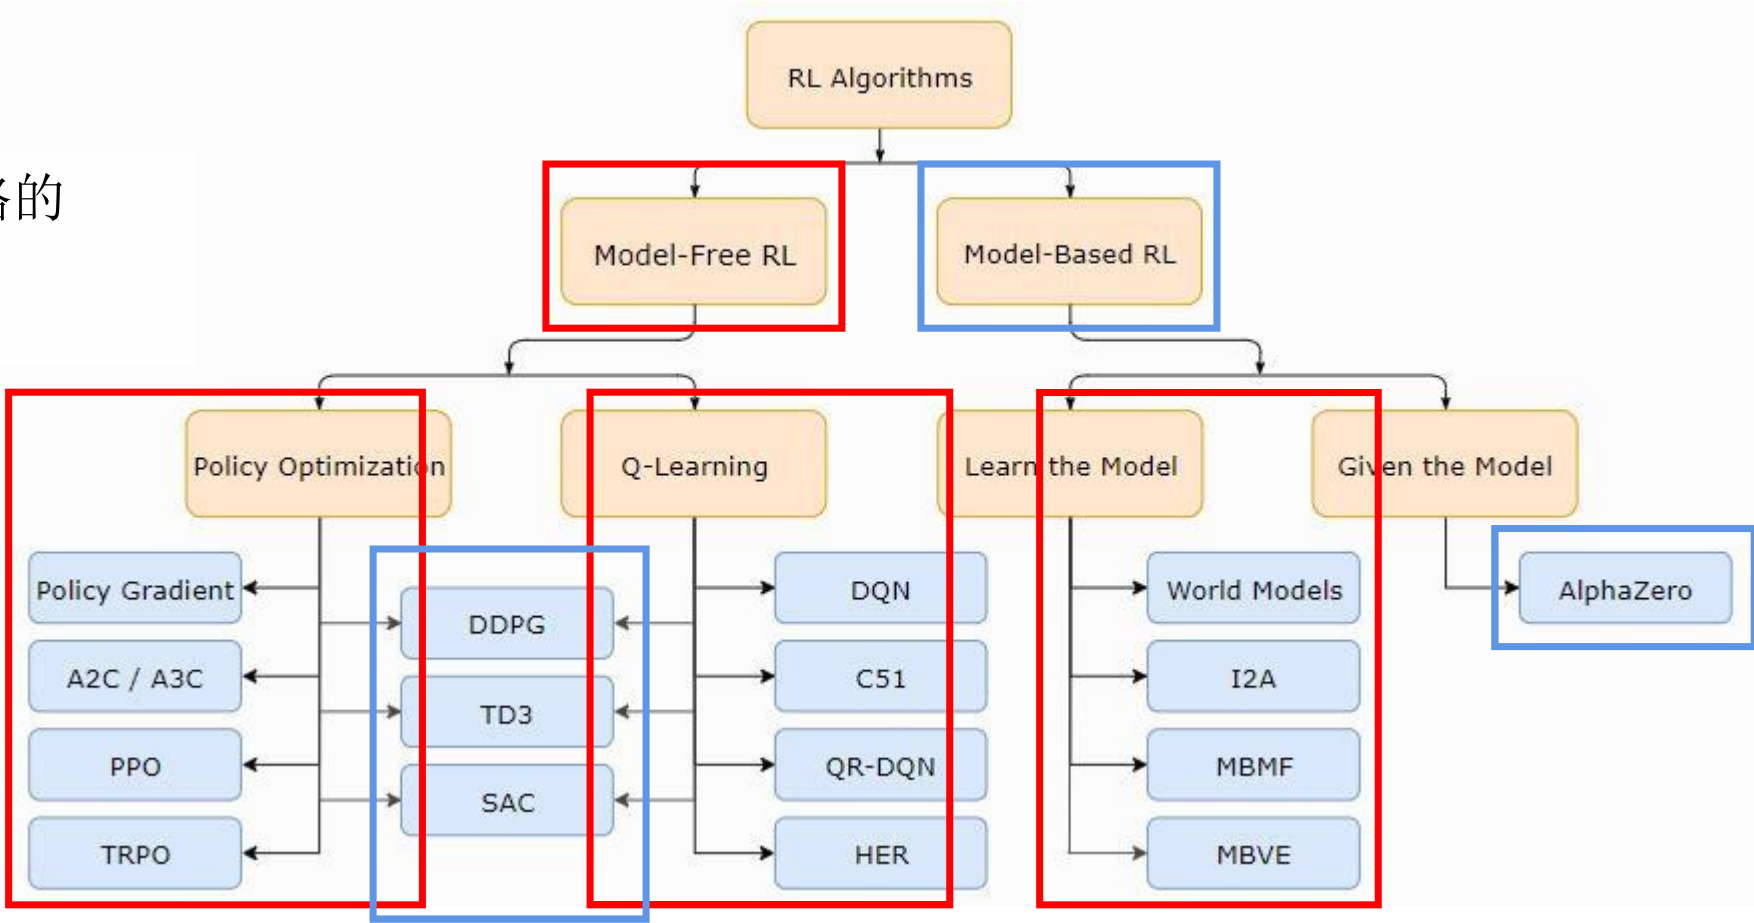 RL Algorithms
的
Model-Free RL
Model-Based RL
Policy Optimization
Q-Learning
Learn the Model
Given the Model
Policy Gradient
DDPG
DQN
World Models
AlphaZero
A2C / A3C
TD3
C51
I2A
PPO
SAC
QR-DQN
MBMF
TRPO
HER
MBVE